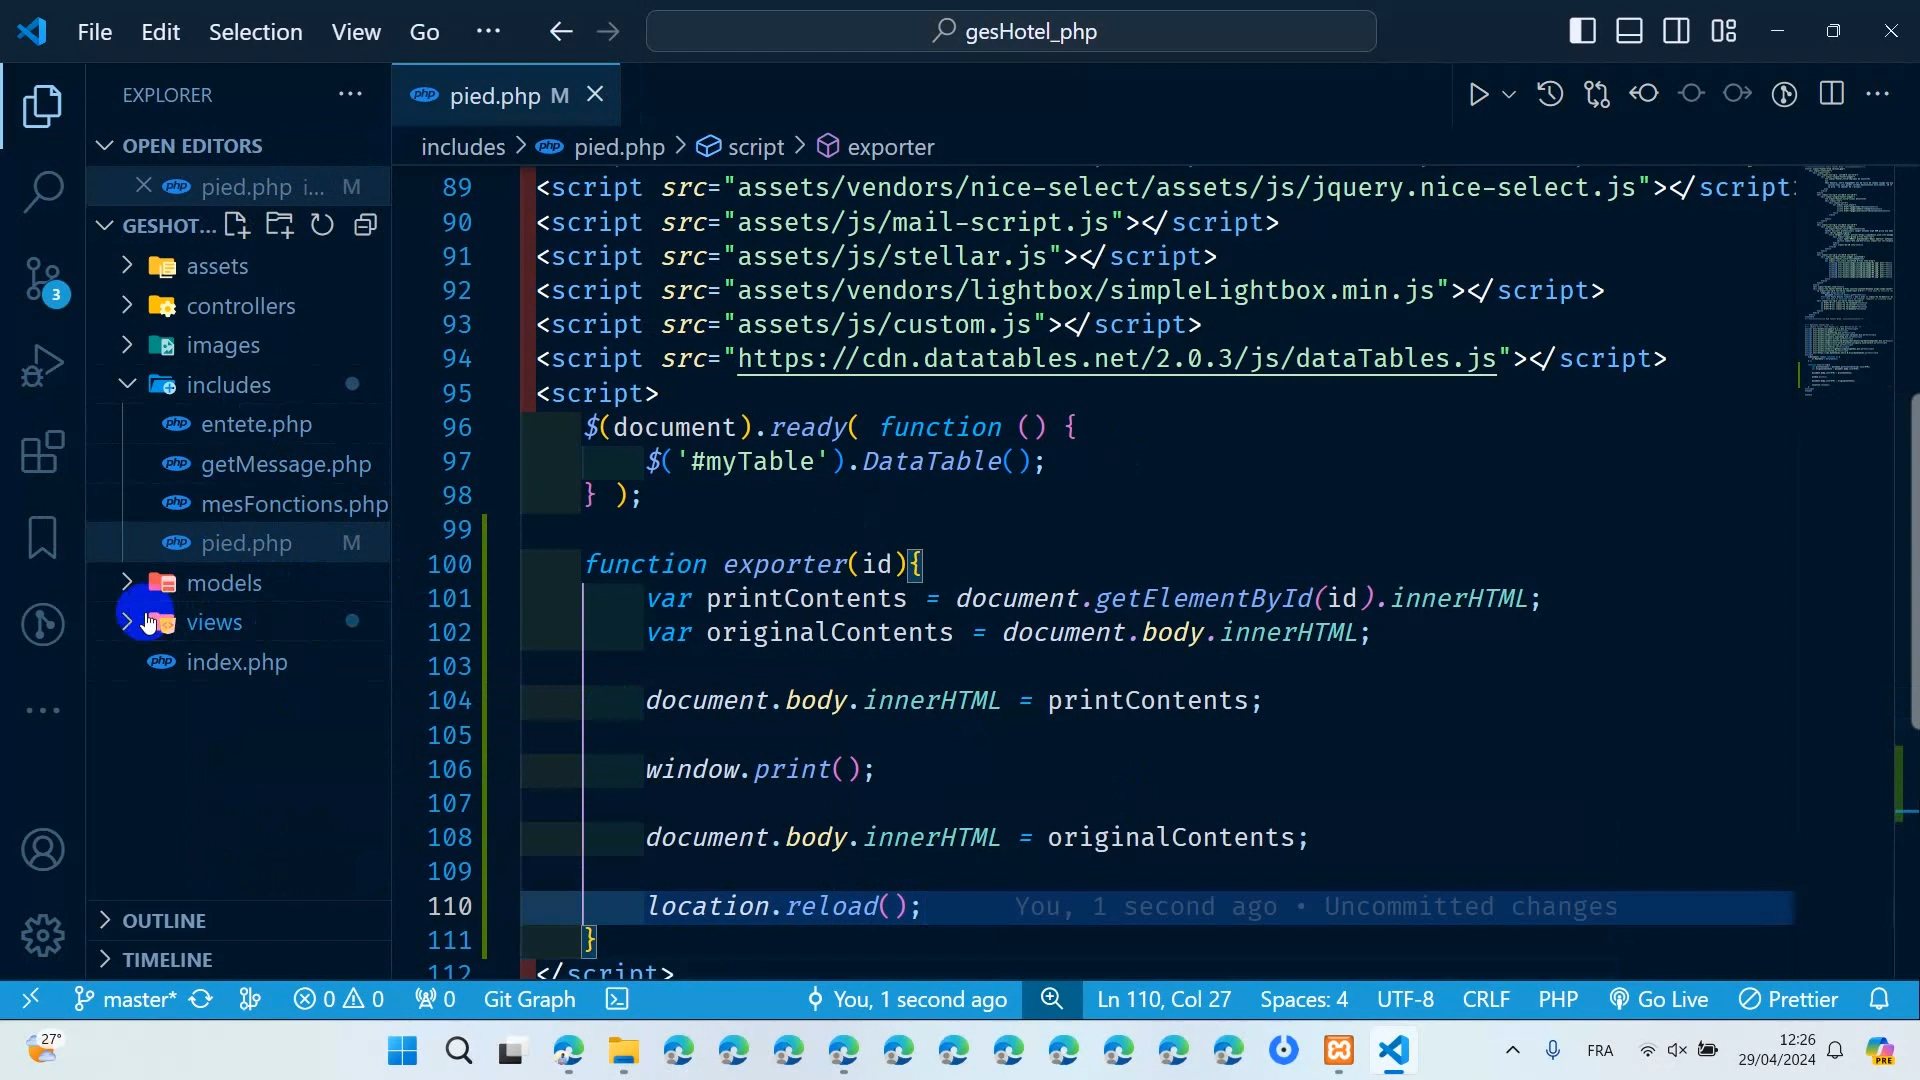 File Edit Selection View Go ··· gesHotel_php
EXPLORER ···
OPEN EDITORS
pied.php i... M
GESHOT...
assets
controllers
images
includes
entete.php
getMessage.php
mesFonctions.php
pied.php M
models
views
index.php
OUTLINE
TIMELINE
3
pied.php M
includes > pied.php > script > exporter
89 <script src="assets/vendors/nice-select/assets/js/jquery.nice-select.js"></script
90 <script src="assets/js/mail-script.js"></script>
91 <script src="assets/js/stellar.js"></script>
92 <script src="assets/vendors/lightbox/simpleLightbox.min.js"></script>
93 <script src="assets/js/custom.js"></script>
94 <script src="https://cdn.datatables.net/2.0.3/js/dataTables.js"></script>
95 <script>
96 $(document).ready( function () {
97 $('#myTable').DataTable();
98 } );
99
100 function exporter(id){
101 var printContents = document.getElementById(id).innerHTML;
102 var originalContents = document.body.innerHTML;
103
104 document.body.innerHTML = printContents;
105
106 window.print();
107
108 document.body.innerHTML = originalContents;
109
110 location.reload(); You, 1 second ago • Uncommitted changes
111 }
112 </script>
master* 0 0 0 Git Graph You, 1 second ago Ln 110, Col 27 Spaces: 4 UTF-8 CRLF PHP Go Live Prettier
27° FRA 12:26
29/04/2024
PRE